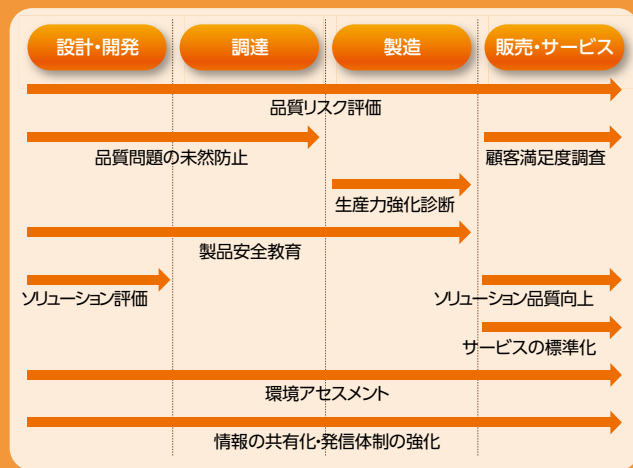 設計・開発 調達 製造 販売・サービス
品質リスク評価
品質問題の未然防止 顧客満足度調査
生産力強化診断
製品安全教育
ソリューション評価 ソリューション品質向上
サービスの標準化
環境アセスメント
情報の共有化・発信体制の強化